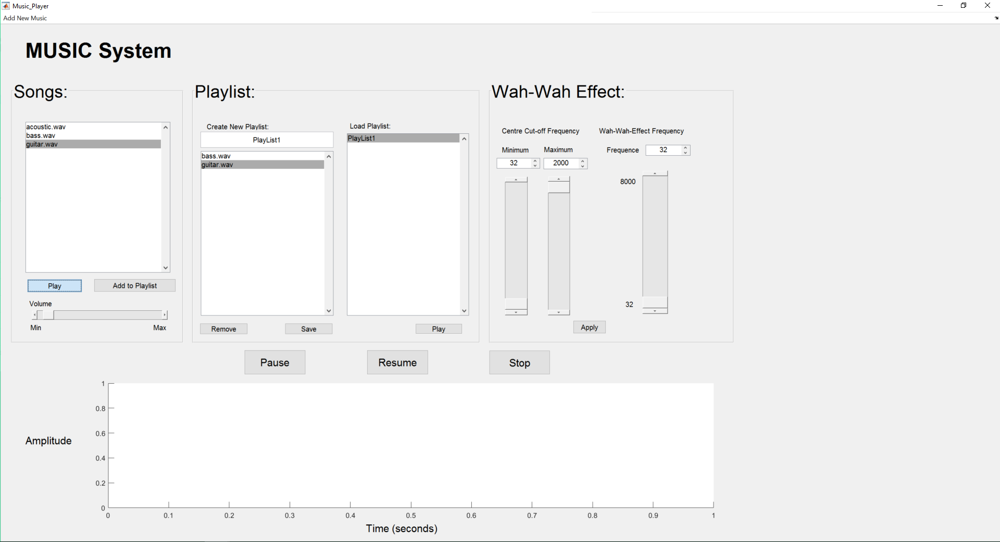 Music_Player
Add New Music
MUSIC System
Songs:
acoustic.wav
bass.wav
guitar.wav
Play
Add to Playlist
Volume
Min
Max
Playlist:
Create New Playlist:
PlayList1
bass.wav
guitar.wav
Remove
Save
Load Playlist:
PlayList1
Play
Wah-Wah Effect:
Centre Cut-off Frequency
Minimum
Maximum
32
2000
Wah-Wah-Effect Frequency
Frequence
32
8000
32
Apply
Pause
Resume
Stop
Amplitude
1
0.8
0.6
0.4
0.2
0
0 0.1 0.2 0.3 0.4 0.5 0.6 0.7 0.8 0.9 1
Time (seconds)